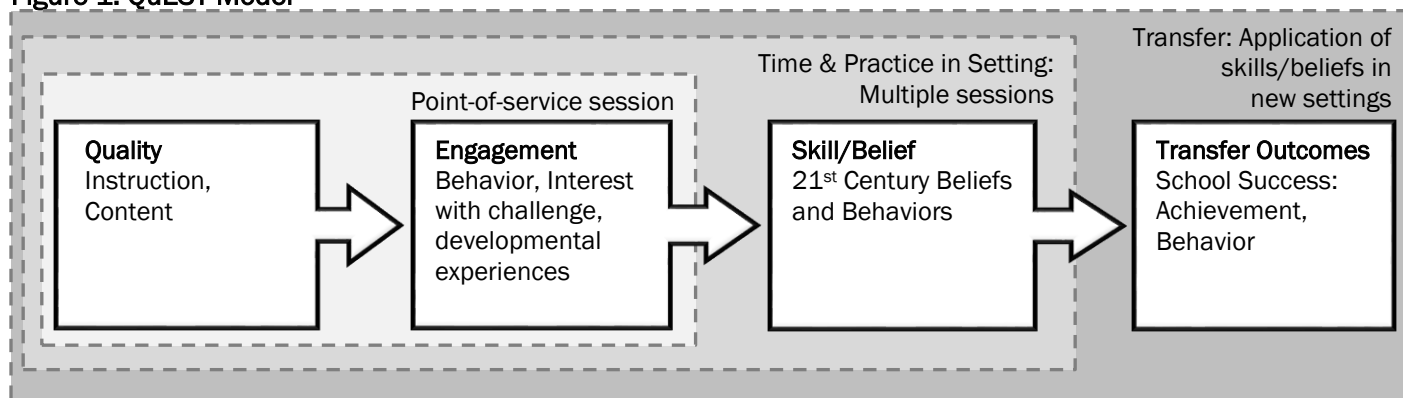 Figure 1. QuEST Model
Transfer: Application of
skills/beliefs in
new settings
Time & Practice in Setting:
Multiple sessions
Point-of-service session
Quality
Instruction,
Content
Engagement
Behavior, Interest
with challenge,
developmental
experiences
Skill/Belief
21st Century Beliefs
and Behaviors
Transfer Outcomes
School Success:
Achievement,
Behavior